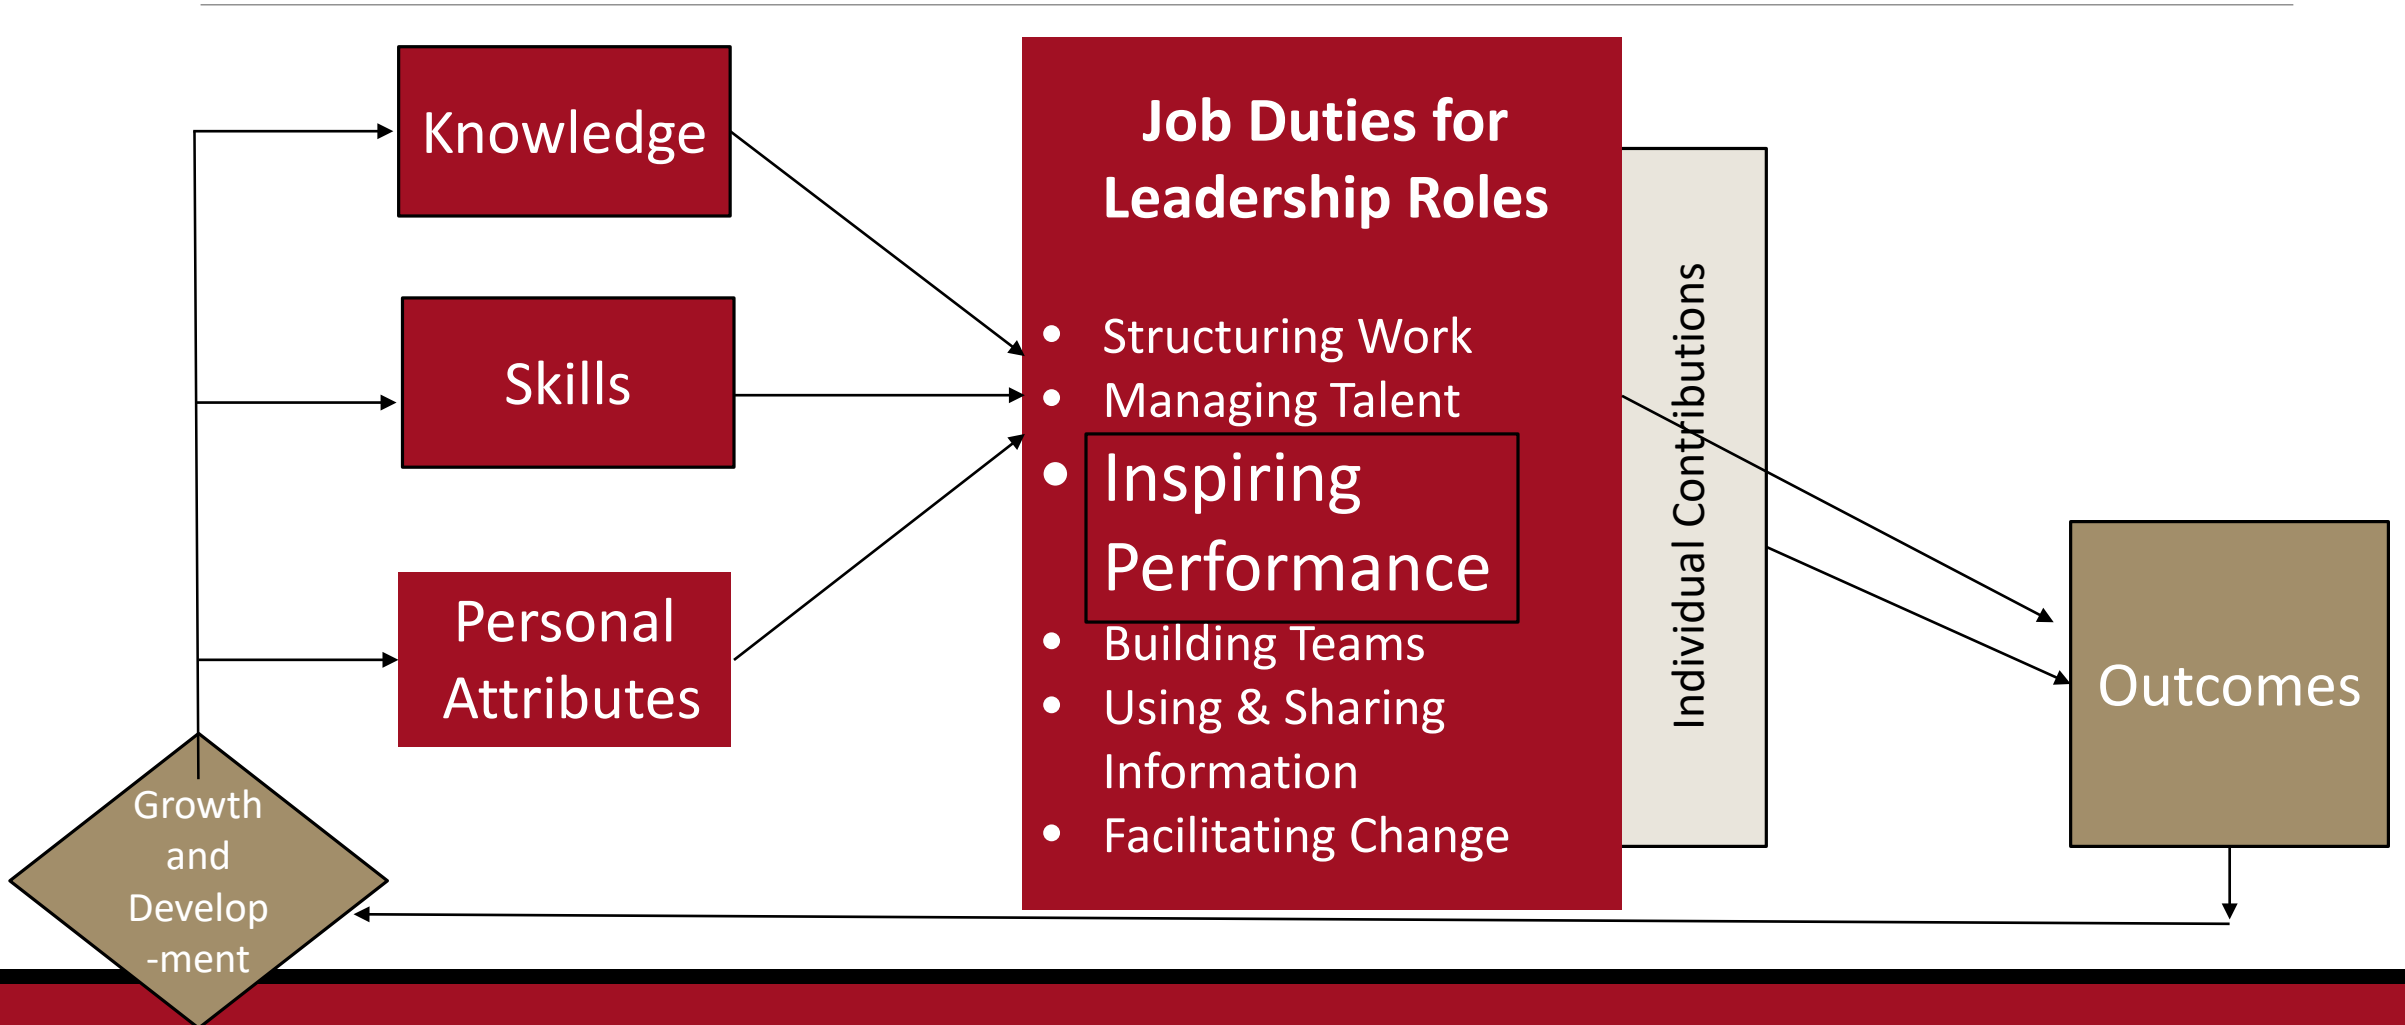 Knowledge
Skills
Personal
Attributes
Growth
and
Develop
-ment
Job Duties for
Leadership Roles
• Structuring Work
• Managing Talent
• Inspiring
Performance
• Building Teams
• Using & Sharing
Information
• Facilitating Change
Individual Contributions
Outcomes